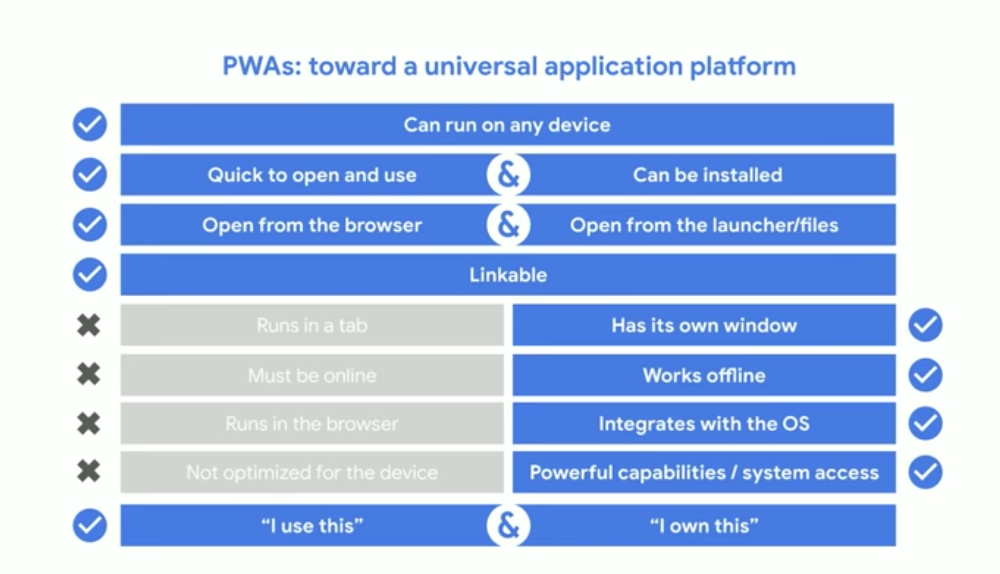 PWAs: toward a universal application platform
Can run on any device
Quick to open and use & Can be installed
Open from the browser & Open from the launcher/files
Linkable
Runs in a tab Has its own window
Must be online Works offline
Runs in the browser Integrates with the OS
Not optimized for the device Powerful capabilities / system access
“I use this” & “I own this”